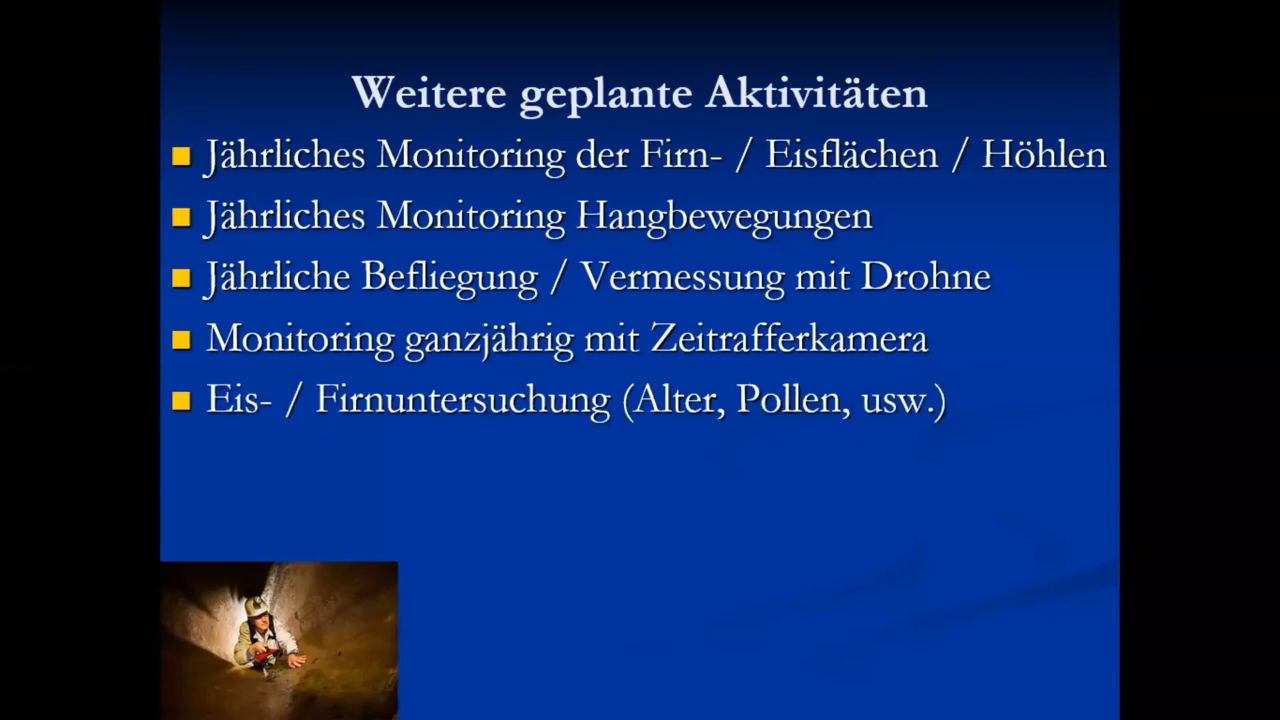 Weitere geplante Aktivitäten
Jährliches Monitoring der Firn- / Eisflächen / Höhlen
Jährliches Monitoring Hangbewegungen
Jährliche Befliegung / Vermessung mit Drohne
Monitoring ganzjährig mit Zeitrafferkamera
Eis- / Firnuntersuchung (Alter, Pollen, usw.)